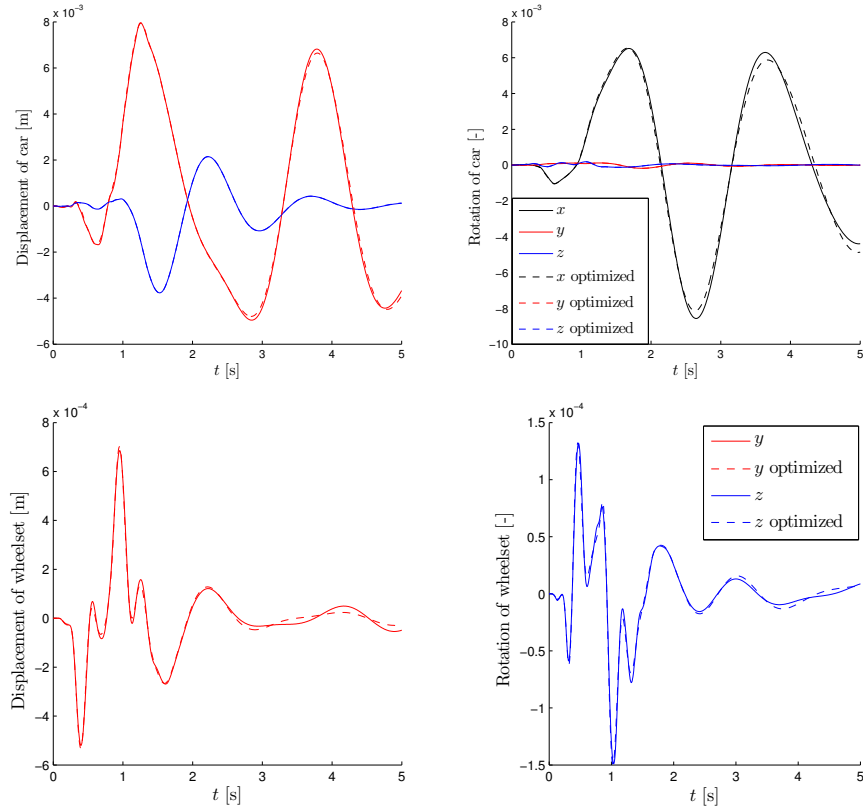 x 10⁻³
8
6
4
2
0
−2
−4
−6
Displacement of car [m]
0 1 2 3 4 5
t [s]
x 10⁻³
8
6
4
2
0
−2
−4
−6
−8
−10
Rotation of car [-]
x
y
z
x optimized
y optimized
z optimized
0 1 2 3 4 5
t [s]
x 10⁻⁴
8
6
4
2
0
−2
−4
−6
Displacement of wheelset [m]
0 1 2 3 4 5
t [s]
x 10⁻⁴
1.5
1
0.5
0
−0.5
−1
−1.5
Rotation of wheelset [-]
y
y optimized
z
z optimized
0 1 2 3 4 5
t [s]